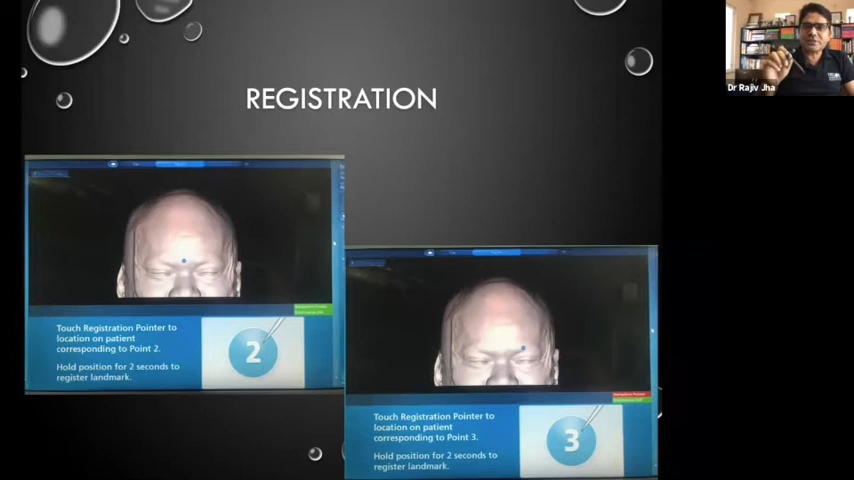 Dr Rajiv Jha
REGISTRATION
Touch Registration Pointer to
location on patient
corresponding to Point 2.
Hold position for 2 seconds to
register landmark.
2
Touch Registration Pointer to
location on patient
corresponding to Point 3.
Hold position for 2 seconds to
register landmark.
3